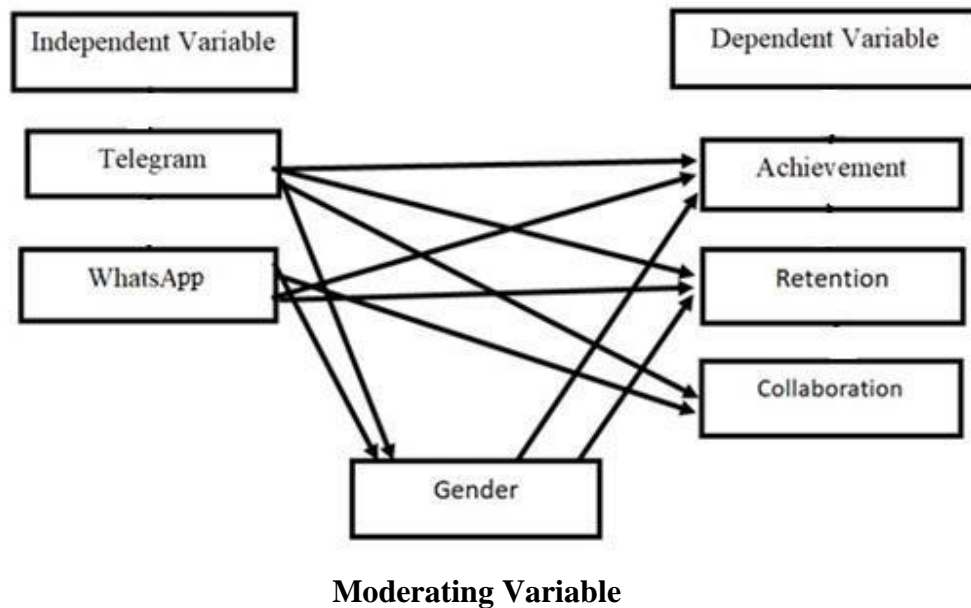 Independent Variable
Dependent Variable
Telegram
Achievement
WhatsApp
Retention
Collaboration
Gender
Moderating Variable